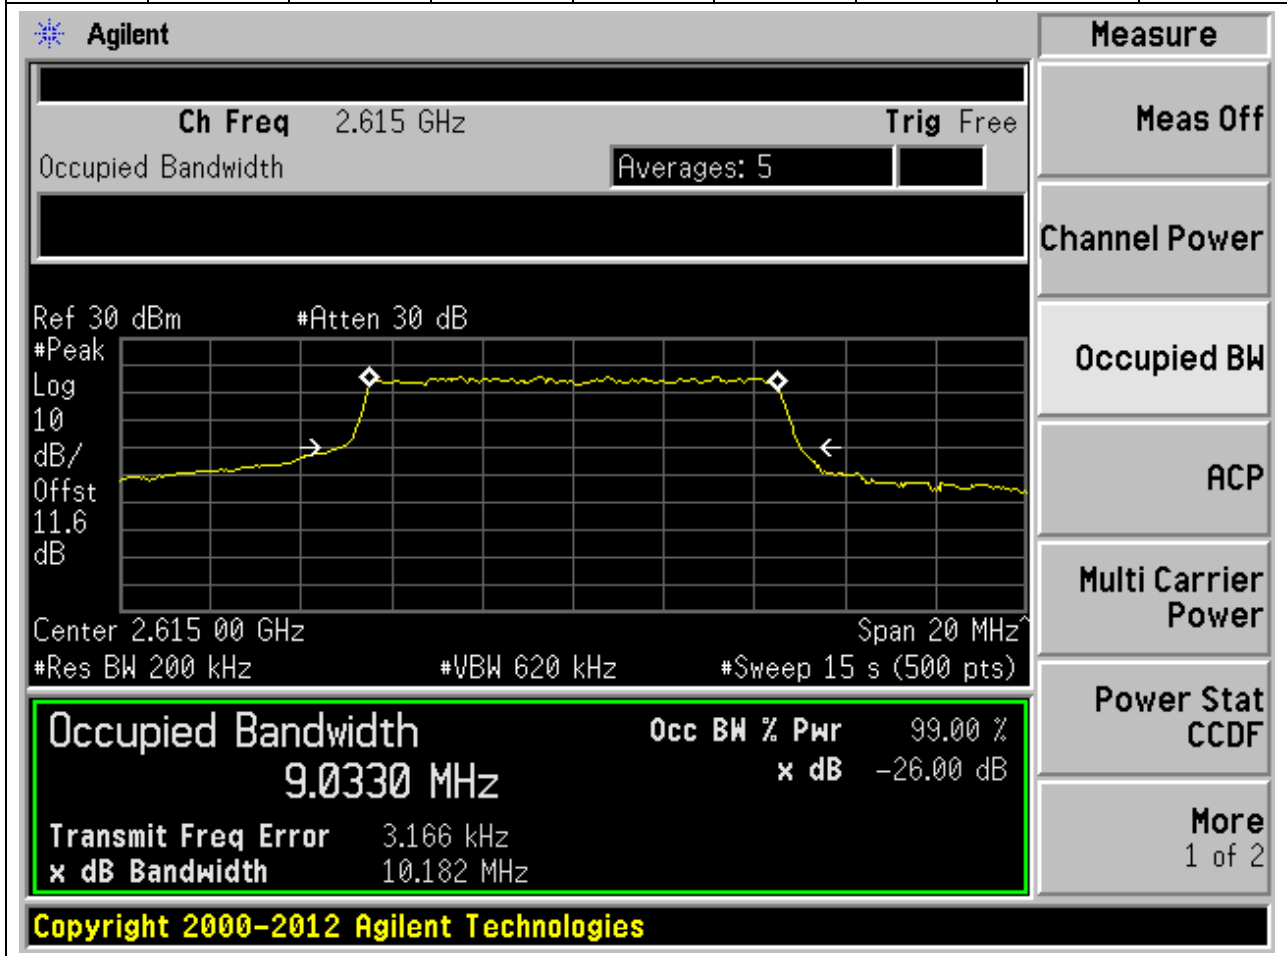 Agilent
Measure
Ch Freq 2.615 GHz Trig Free
Occupied Bandwidth Averages: 5
Meas Off
Channel Power
Occupied BW
ACP
Multi Carrier
Power
Power Stat
CCDF
More
1 of 2
Ref 30 dBm #Atten 30 dB
#Peak
Log
10
dB/
Offst
11.6
dB
Center 2.615 00 GHz Span 20 MHz^
#Res BW 200 kHz #VBW 620 kHz #Sweep 15 s (500 pts)
Occupied Bandwidth Occ BW % Pwr 99.00 %
9.0330 MHz x dB -26.00 dB
Transmit Freq Error 3.166 kHz
x dB Bandwidth 10.182 MHz
Copyright 2000-2012 Agilent Technologies